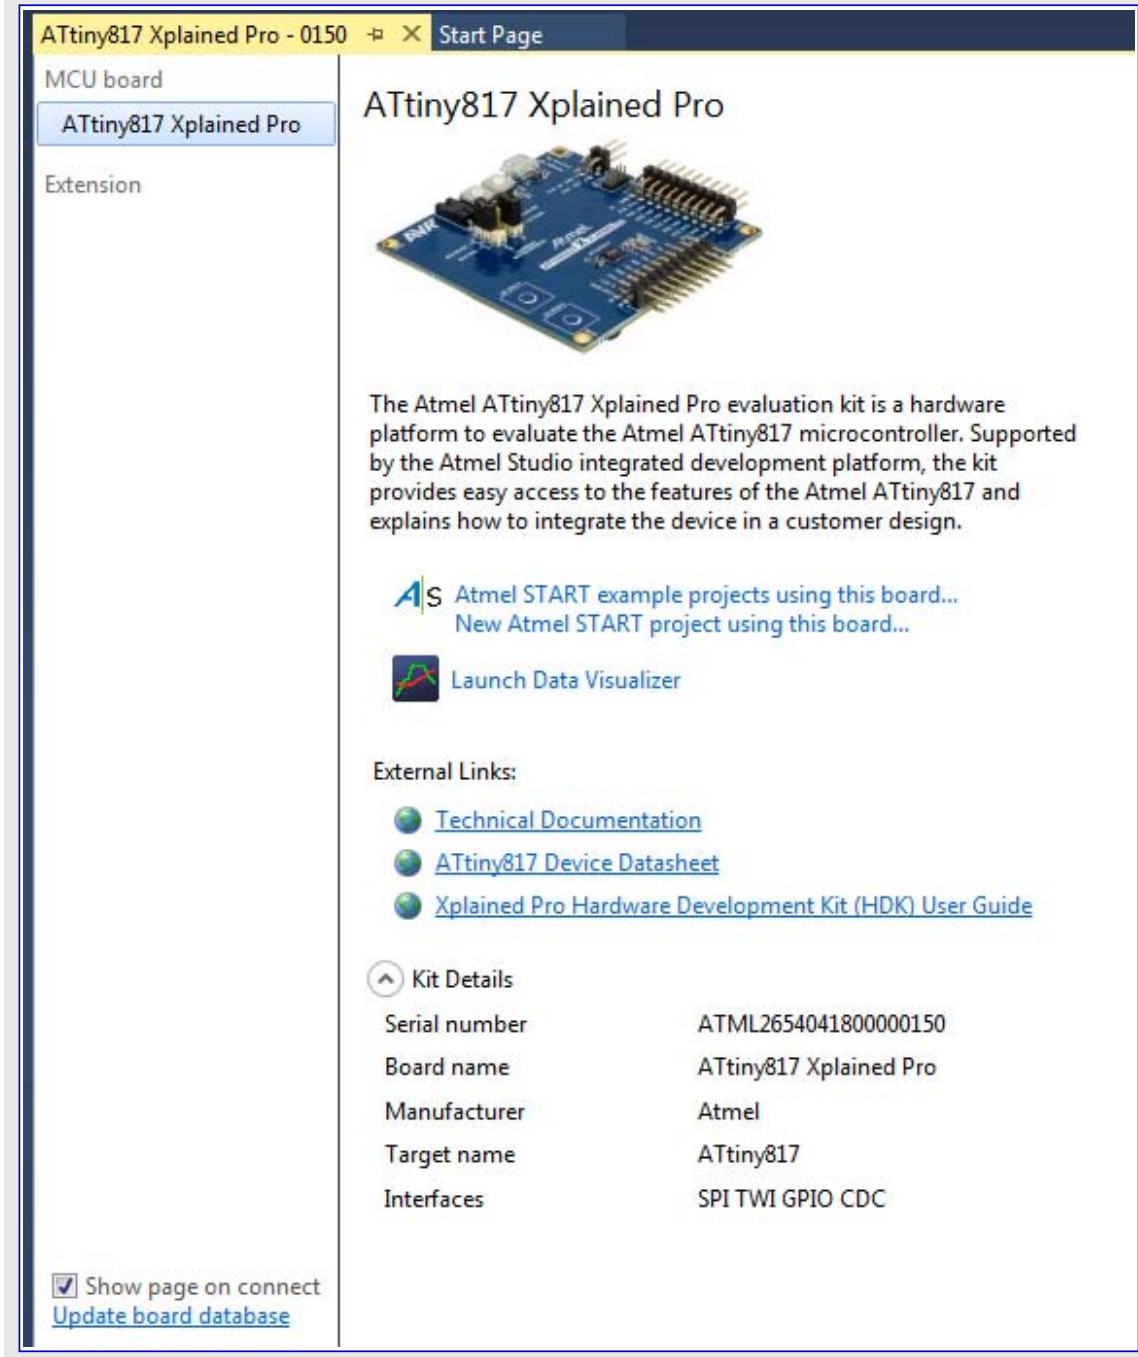 ATtiny817 Xplained Pro - 0150
Start Page
MCU board
ATtiny817 Xplained Pro
Extension
ATtiny817 Xplained Pro
AVR
Atmel
The Atmel ATtiny817 Xplained Pro evaluation kit is a hardware
platform to evaluate the Atmel ATtiny817 microcontroller. Supported
by the Atmel Studio integrated development platform, the kit
provides easy access to the features of the Atmel ATtiny817 and
explains how to integrate the device in a customer design.
A|S Atmel START example projects using this board...
New Atmel START project using this board...
Launch Data Visualizer
External Links:
Technical Documentation
ATtiny817 Device Datasheet
Xplained Pro Hardware Development Kit (HDK) User Guide
Kit Details
Serial number ATML2654041800000150
Board name ATtiny817 Xplained Pro
Manufacturer Atmel
Target name ATtiny817
Interfaces SPI TWI GPIO CDC
Show page on connect
Update board database